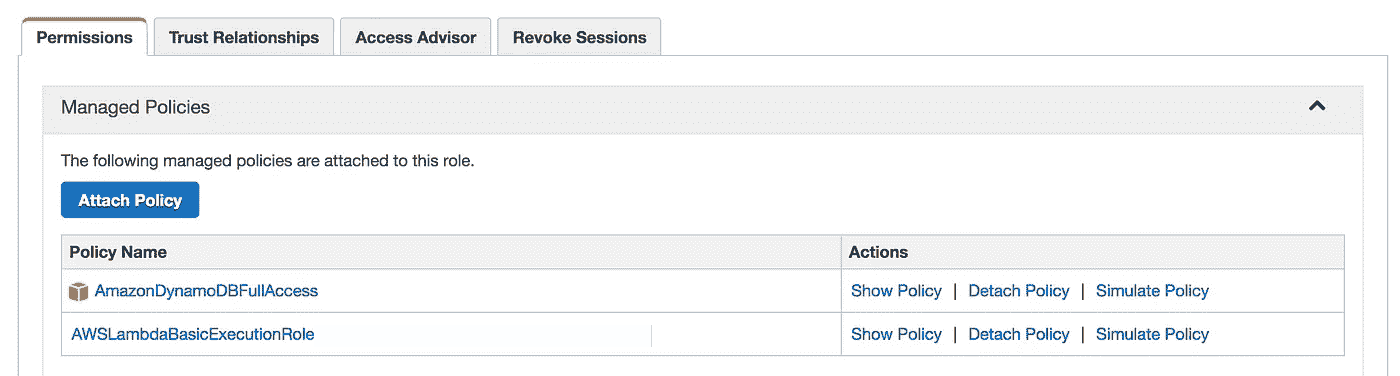 Permissions Trust Relationships Access Advisor Revoke Sessions
Managed Policies
The following managed policies are attached to this role.
Attach Policy
Policy Name Actions
AmazonDynamoDBFullAccess Show Policy | Detach Policy | Simulate Policy
AWSLambdaBasicExecutionRole Show Policy | Detach Policy | Simulate Policy